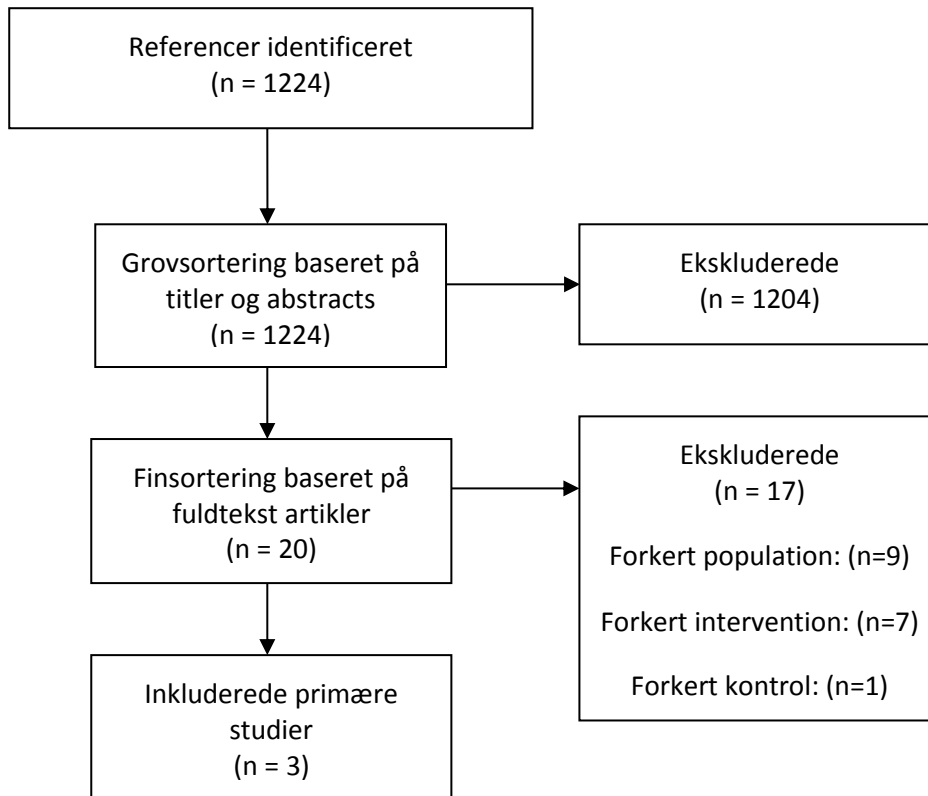 Referencer identificeret
(n = 1224)
Grovsortering baseret på
titler og abstracts
(n = 1224)
Ekskluderede
(n = 1204)
Finsortering baseret på
fuldtekst artikler
(n = 20)
Ekskluderede
(n = 17)
Forkert population: (n=9)
Forkert intervention: (n=7)
Forkert kontrol: (n=1)
Inkluderede primære
studier
(n = 3)